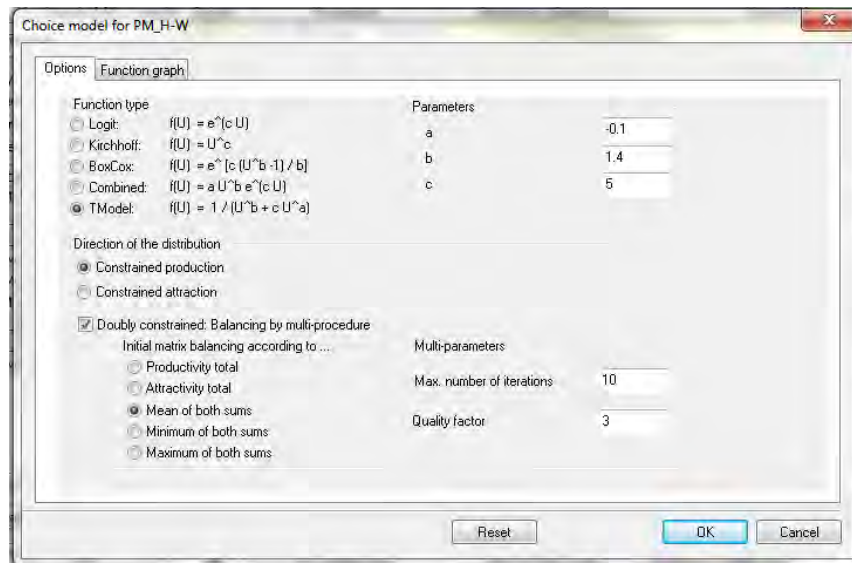 Choice model for PM_H-W
Options Function graph
Function type Parameters
Logit: f(U) = e^(c U) a -0.1
Kirchhoff: f(U) = U^c b 1.4
BoxCox: f(U) = e^ [c (U^b -1) / b] c 5
Combined: f(U) = a U^b e^(c U)
TModel: f(U) = 1 / (U^b + c U^a)
Direction of the distribution
Constrained production
Constrained attraction
Doubly constrained: Balancing by multi-procedure
Initial matrix balancing according to ... Multi-parameters
Productivity total
Max. number of iterations 10
Attractivity total
Mean of both sums
Quality factor 3
Minimum of both sums
Maximum of both sums
Reset OK Cancel